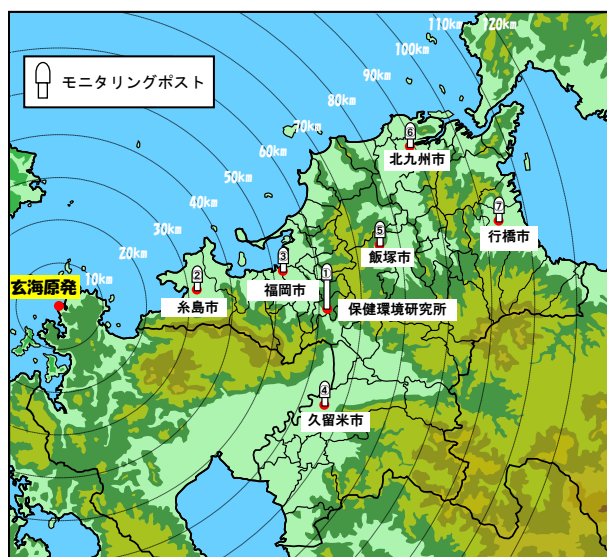 モニタリングポスト
110km
120km
100km
90km
80km
70km
60km
50km
40km
30km
20km
10km
⑥
北九州市
⑦
行橋市
⑤
飯塚市
③
福岡市
①
保健環境研究所
②
糸島市
玄海原発
④
久留米市